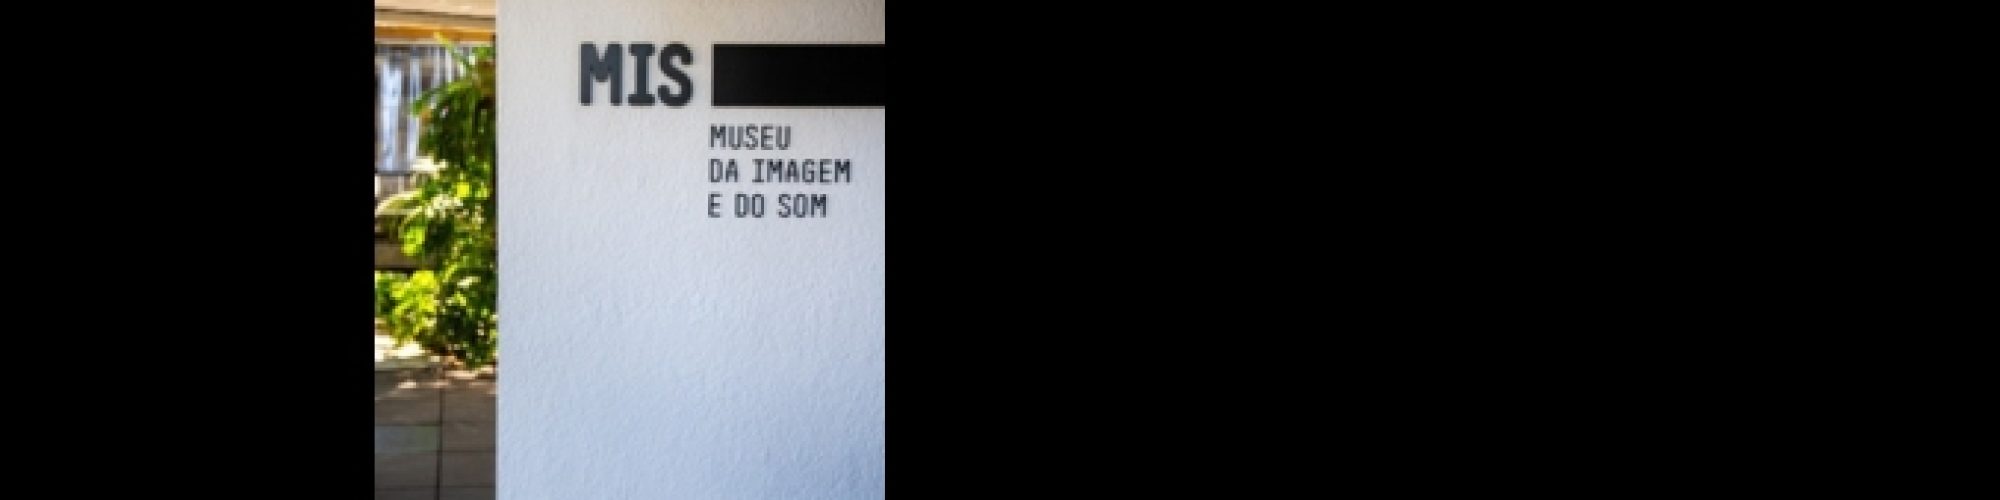 MIS
MUSEU
DA IMAGEM
E DO SOM